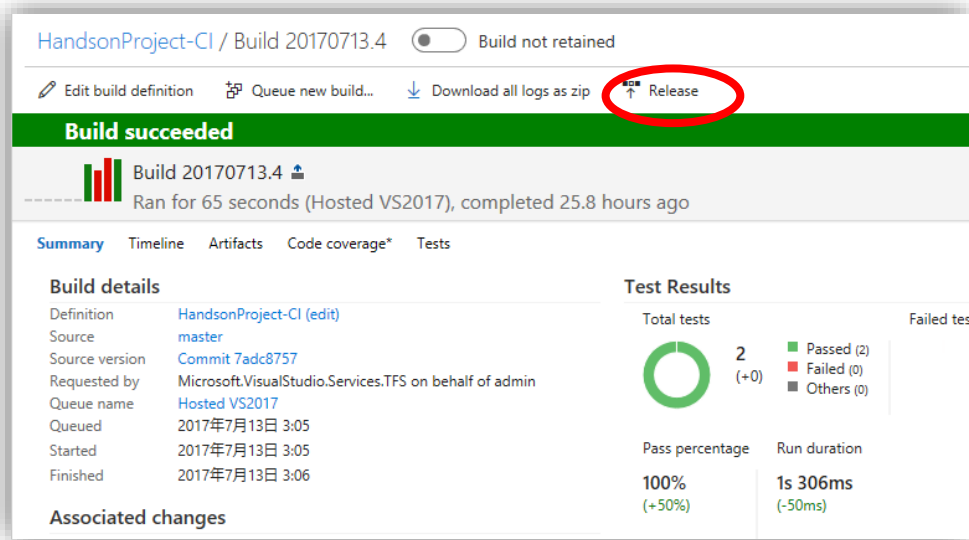 HandsonProject-CI / Build 20170713.4 Build not retained
Edit build definition Queue new build... Download all logs as zip Release
Build succeeded
Build 20170713.4
Ran for 65 seconds (Hosted VS2017), completed 25.8 hours ago
Summary Timeline Artifacts Code coverage* Tests
Build details
Definition HandsonProject-CI (edit)
Source master
Source version Commit 7adc8757
Requested by Microsoft.VisualStudio.Services.TFS on behalf of admin
Queue name Hosted VS2017
Queued 2017年7月13日 3:05
Started 2017年7月13日 3:05
Finished 2017年7月13日 3:06
Associated changes
Test Results
Total tests Failed tes
2
(+0)
Passed (2)
Failed (0)
Others (0)
Pass percentage Run duration
100% 1s 306ms
(+50%) (-50ms)